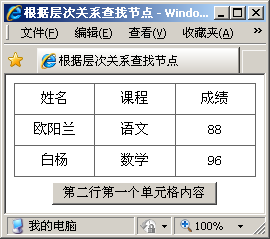 根据层次关系查找节点 - Windo...
文件(F) 编辑(E) 查看(V) 收藏夹(A) »
根据层次关系查找节点
姓名 课程 成绩
欧阳兰 语文 88
白杨 数学 96
第二行第一个单元格内容
我的电脑 100%